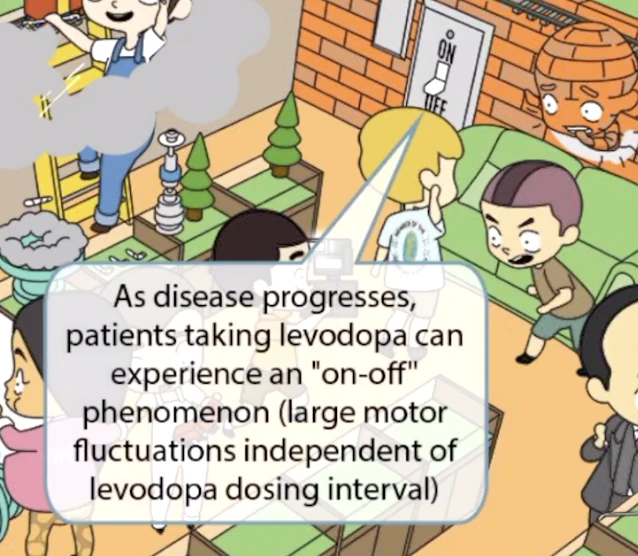 ON
OFF
As disease progresses,
patients taking levodopa can
experience an "on-off"
phenomenon (large motor
fluctuations independent of
levodopa dosing interval)